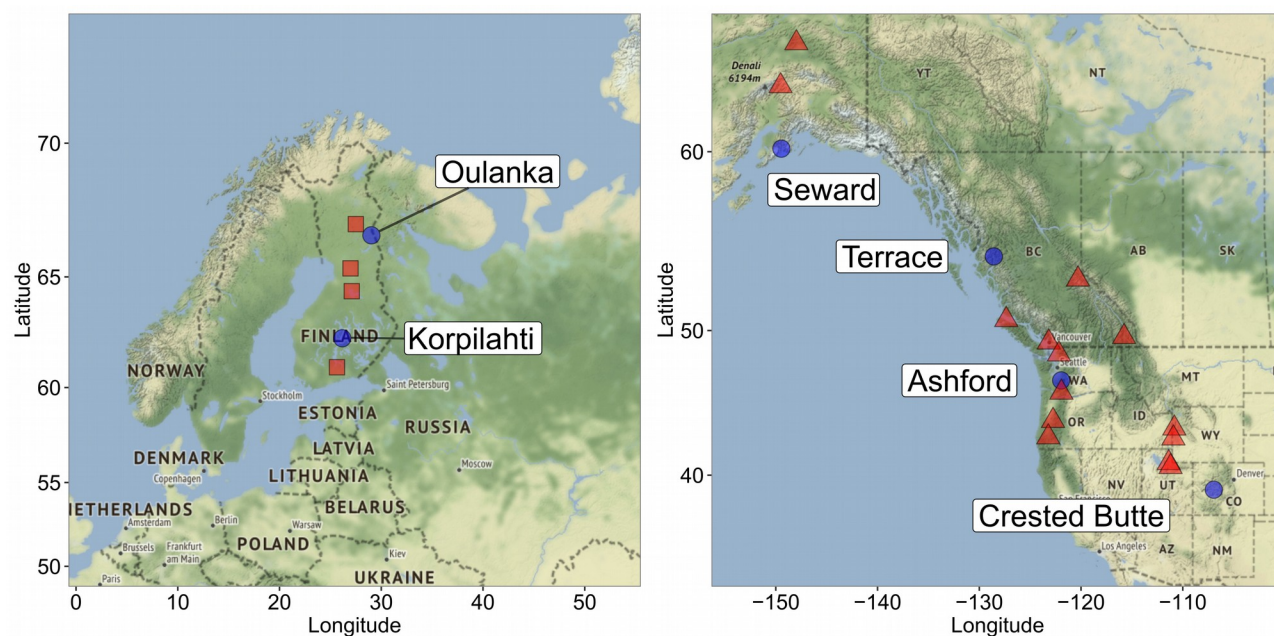 70
65
60
55
50
Latitude
0
10
20
30
40
50
Longitude
Oulanka
Korpilahti
FINLAND
NORWAY
Stockholm
Saint Petersburg
ESTONIA
RUSSIA
LATVIA
DENMARK
Copenhagen
LITHUANIA
Moscow
IETHERLANDS
BELARUS
Amsterdam
Berlin
Warsaw
Brussels
Frankfurt
am Main
POLAND
Kiev
Paris
UKRAINE
60
50
40
Latitude
−150
−140
−130
−120
−110
Longitude
Denali
6194m
YT
NT
Seward
Terrace
BC
AB
SK
Vancouver
Seattle
Ashford
WA
MT
OR
ID
WY
Denver
NV
UT
CO
Crested Butte
Los Angeles
AZ
NM